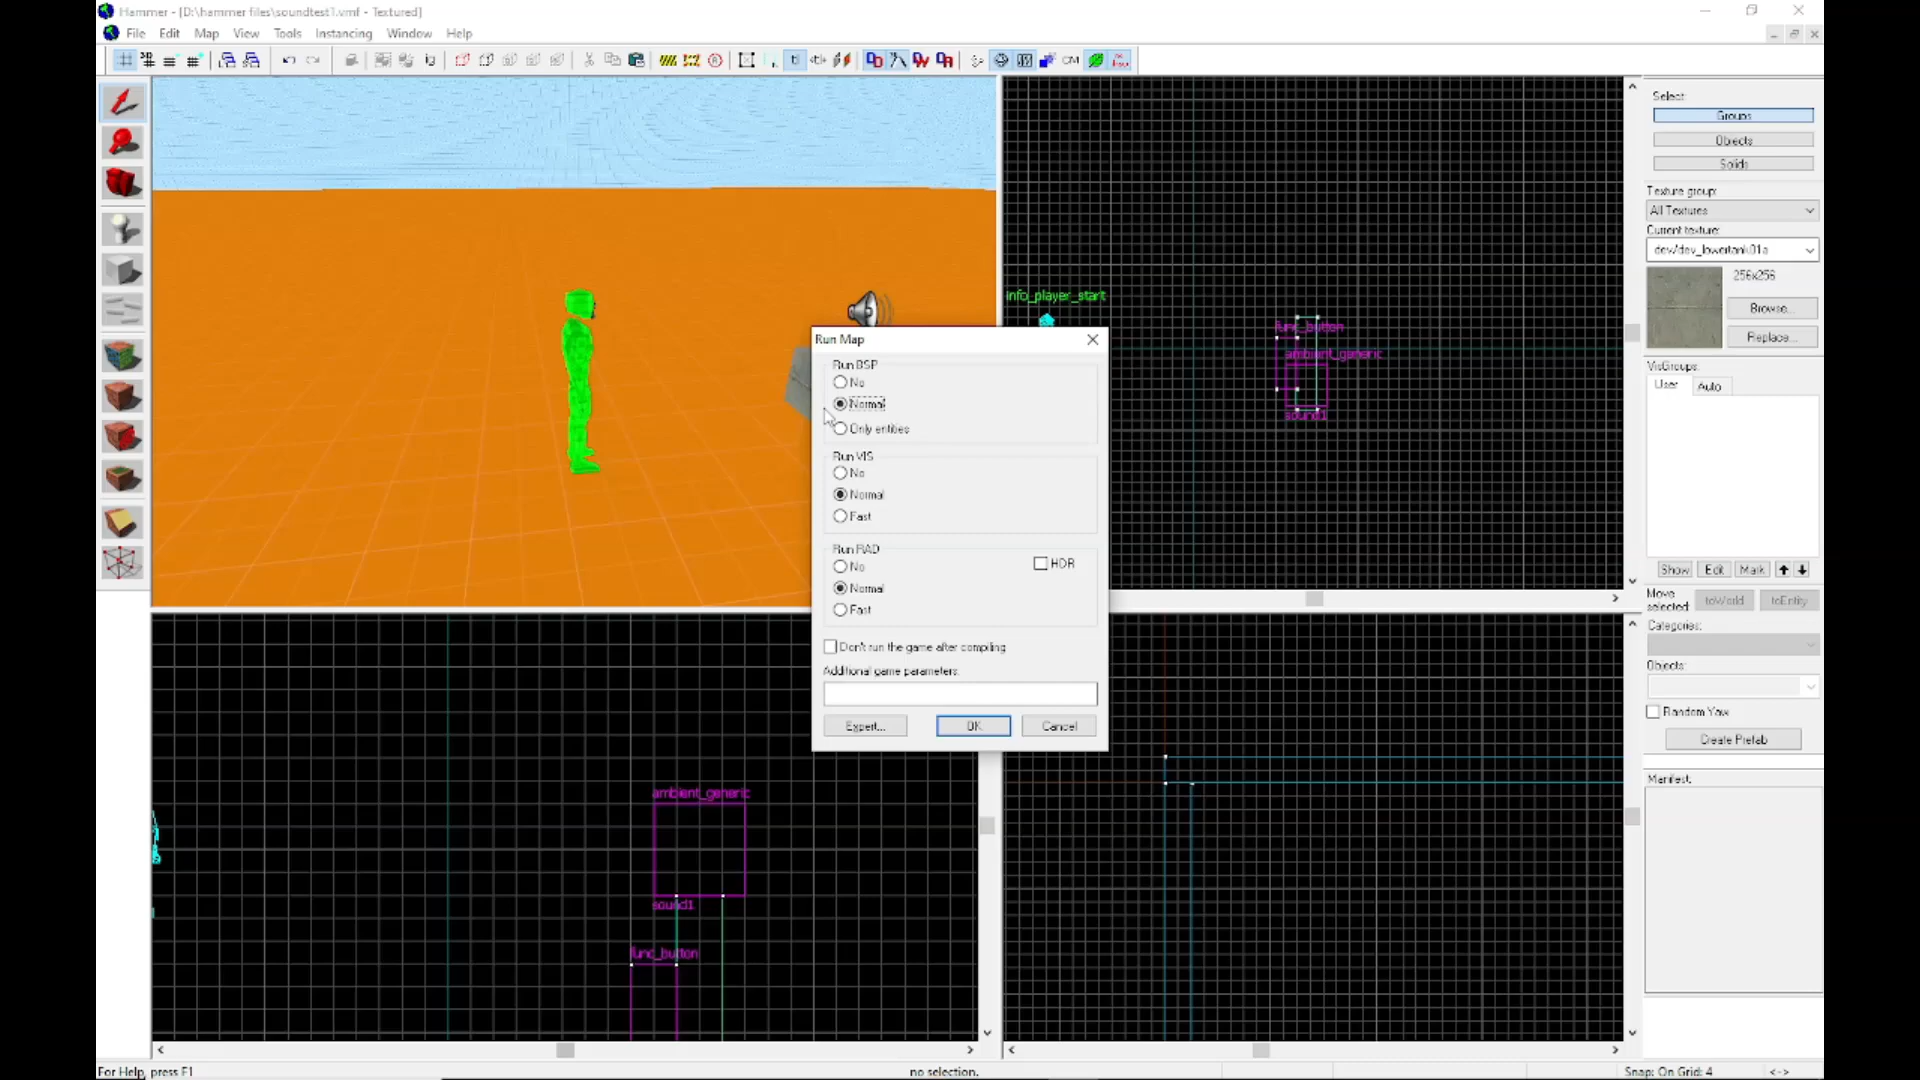 Hammer - [D:\hammer files\soundtest1.vmf - Textured]
File Edit Map View Tools Instancing Window Help
CM
Select:
Groups
Objects
Solids
Texture group:
All Textures
Current texture:
dev/dev_lowertank01a
256x256
Browse...
Replace...
VisGroups:
User Auto
Show Edit Mark
Move selected:
toWorld toEntity
Categories:
Objects:
Random Yaw
Create Prefab
Manifest:
info_player_start
func_button
ambient_generic
sound1
Run Map
Run BSP
No
Normal
Only entities
Run VIS
No
Normal
Fast
Run RAD
No
HDR
Normal
Fast
Don't run the game after compiling
Additional game parameters:
Expert... OK Cancel
ambient_generic
sound1
func_button
For Help, press F1
no selection.
Snap: On Grid: 4
<->